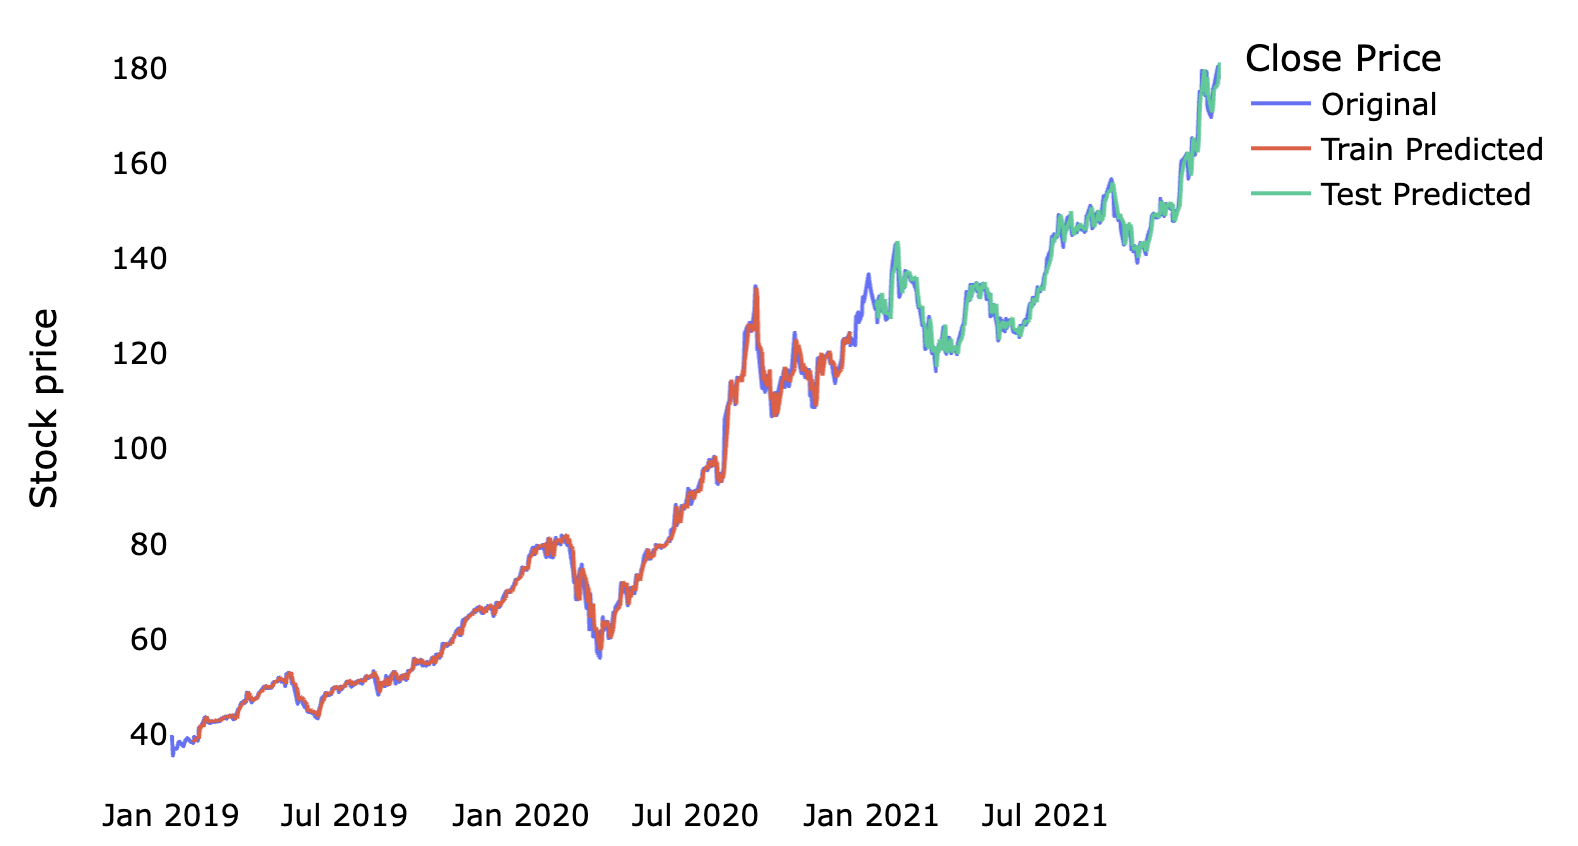 Close Price
Original
Train Predicted
Test Predicted
Stock price
180
160
140
120
100
80
60
40
Jan 2019 Jul 2019 Jan 2020 Jul 2020 Jan 2021 Jul 2021